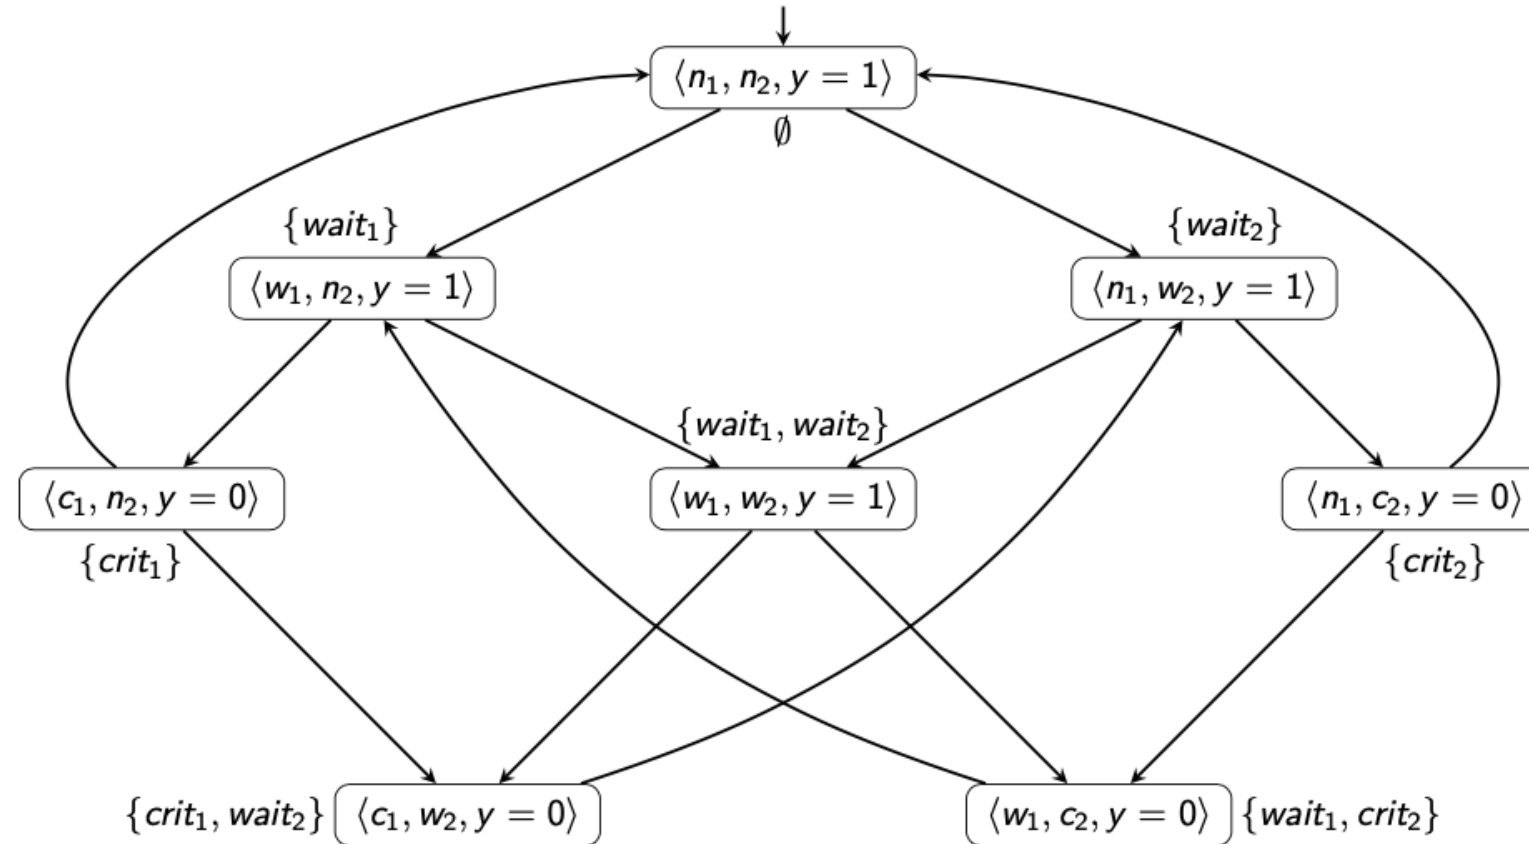 ⟨n₁, n₂, y = 1⟩
∅
{wait₁}
{wait₂}
⟨w₁, n₂, y = 1⟩
⟨n₁, w₂, y = 1⟩
{wait₁, wait₂}
⟨c₁, n₂, y = 0⟩
⟨w₁, w₂, y = 1⟩
⟨n₁, c₂, y = 0⟩
{crit₁}
{crit₂}
{crit₁, wait₂}
⟨c₁, w₂, y = 0⟩
⟨w₁, c₂, y = 0⟩
{wait₁, crit₂}